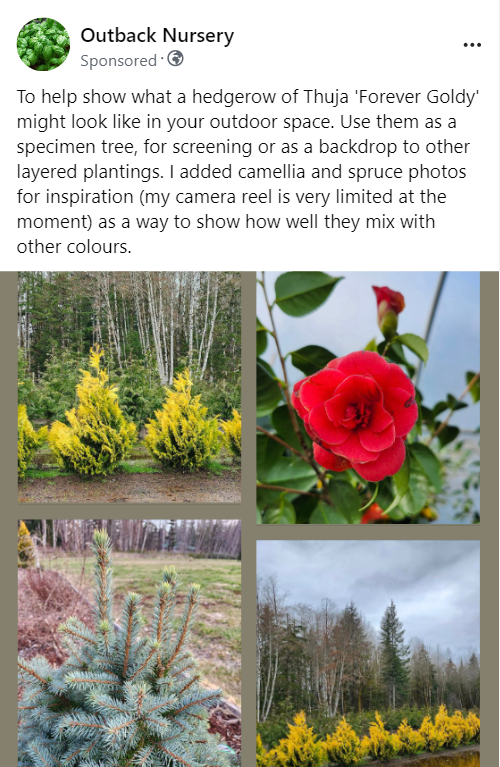 Outback Nursery
Sponsored ·
To help show what a hedgerow of Thuja 'Forever Goldy'
might look like in your outdoor space. Use them as a
specimen tree, for screening or as a backdrop to other
layered plantings. I added camellia and spruce photos
for inspiration (my camera reel is very limited at the
moment) as a way to show how well they mix with
other colours.